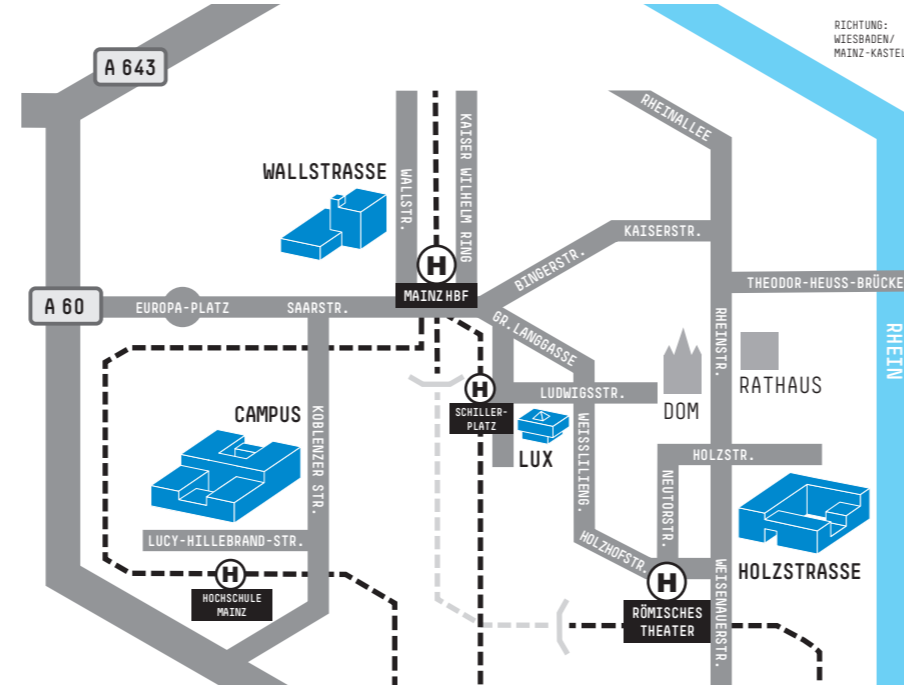 RICHTUNG:
WIESBADEN/
MAINZ-KASTEL
A 643
RHEINALLEE
KAISER WILHELM RING
WALLSTRASSE
WALLSTR.
KAISERSTR.
BINGERSTR.
H
MAINZ HBF
THEODOR-HEUSS-BRÜCKE
A 60
EUROPA-PLATZ
SAARSTR.
GR. LANGGASSE
RHEINSTR.
RHEIN
H
SCHILLER-
PLATZ
LUDWIGSSTR.
DOM
RATHAUS
CAMPUS
KOBLENZER STR.
LUX
WEISSLILIENG.
HOLZSTR.
NEUTORSTR.
LUCY-HILLEBRAND-STR.
HOLZHOFSTR.
HOLZSTRASSE
H
HOCHSCHULE
MAINZ
H
RÖMISCHES
THEATER
WEISENAUERSTR.